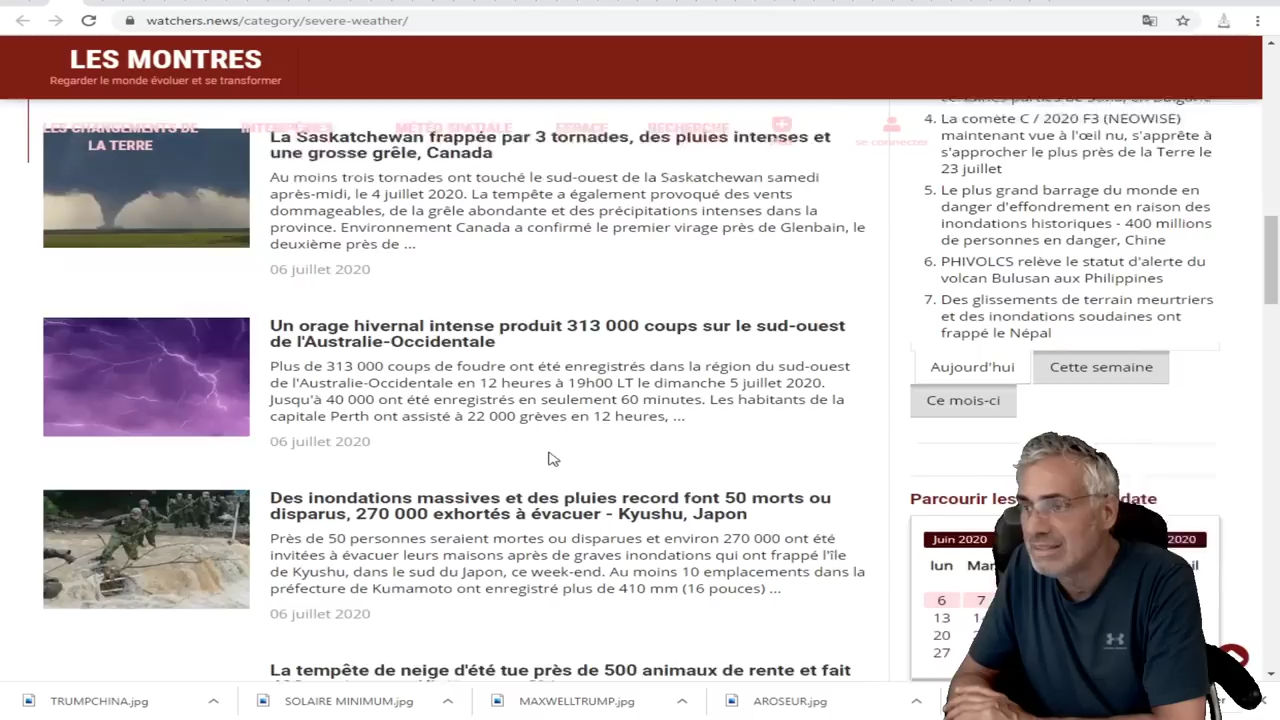 watchers.news/category/severe-weather/
LES MONTRES
Regarder le monde évoluer et se transformer
LES CHANGEMENTS DE
LA TERRE
INTEMPÉRIES
MÉTÉO SPATIALE
ESPACE
RECHERCHE
se connecter
La Saskatchewan frappée par 3 tornades, des pluies intenses et
une grosse grêle, Canada
Au moins trois tornades ont touché le sud-ouest de la Saskatchewan samedi
après-midi, le 4 juillet 2020. La tempête a également provoqué des vents
dommageables, de la grêle abondante et des précipitations intenses dans la
province. Environnement Canada a confirmé le premier virage près de Glenbain, le
deuxième près de ...
06 juillet 2020
Un orage hivernal intense produit 313 000 coups sur le sud-ouest
de l'Australie-Occidentale
Plus de 313 000 coups de foudre ont été enregistrés dans la région du sud-ouest
de l'Australie-Occidentale en 12 heures à 19h00 LT le dimanche 5 juillet 2020.
Jusqu'à 40 000 ont été enregistrés en seulement 60 minutes. Les habitants de la
capitale Perth ont assisté à 22 000 grèves en 12 heures, ...
06 juillet 2020
Des inondations massives et des pluies record font 50 morts ou
disparus, 270 000 exhortés à évacuer - Kyushu, Japon
Près de 50 personnes seraient mortes ou disparues et environ 270 000 ont été
invitées à évacuer leurs maisons après de graves inondations qui ont frappé l'île
de Kyushu, dans le sud du Japon, ce week-end. Au moins 10 emplacements dans la
préfecture de Kumamoto ont enregistré plus de 410 mm (16 pouces) ...
06 juillet 2020
La tempête de neige d'été tue près de 500 animaux de rente et fait
4. La comète C / 2020 F3 (NEOWISE)
maintenant vue à l'œil nu, s'apprête à
s'approcher le plus près de la Terre le
23 juillet
5. Le plus grand barrage du monde en
danger d'effondrement en raison des
inondations historiques - 400 millions
de personnes en danger, Chine
6. PHIVOLCS relève le statut d'alerte du
volcan Bulusan aux Philippines
7. Des glissements de terrain meurtriers
et des inondations soudaines ont
frappé le Népal
Aujourd'hui
Cette semaine
Ce mois-ci
Parcourir les date
Juin 2020 2020
lun
6 7
13
20
27
TRUMPCHINA.jpg
SOLAIRE MINIMUM.jpg
MAXWELLTRUMP.jpg
AROSEUR.jpg